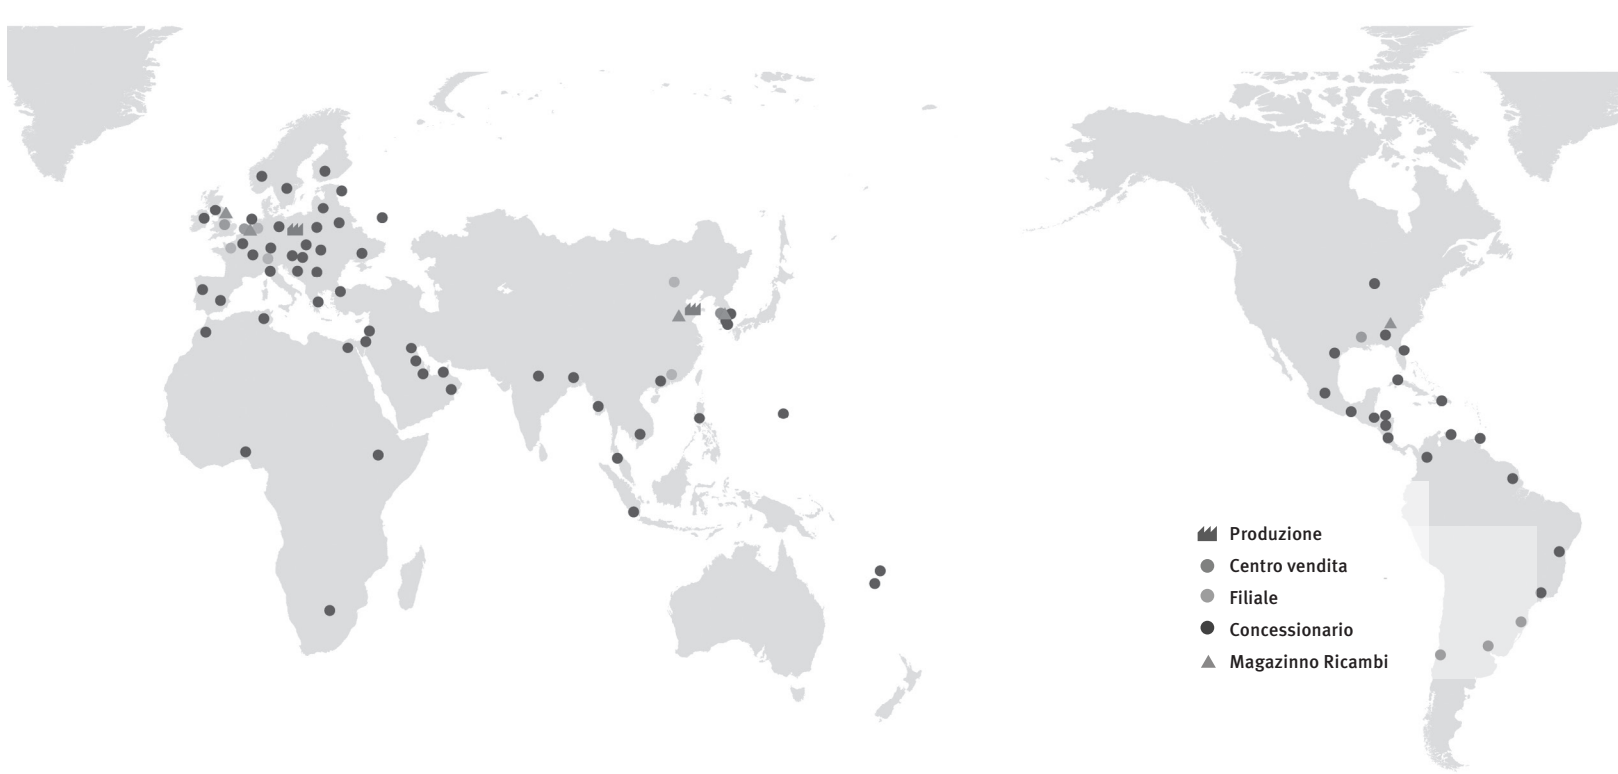 Produzione
Centro vendita
Filiale
Concessionario
Magazinno Ricambi